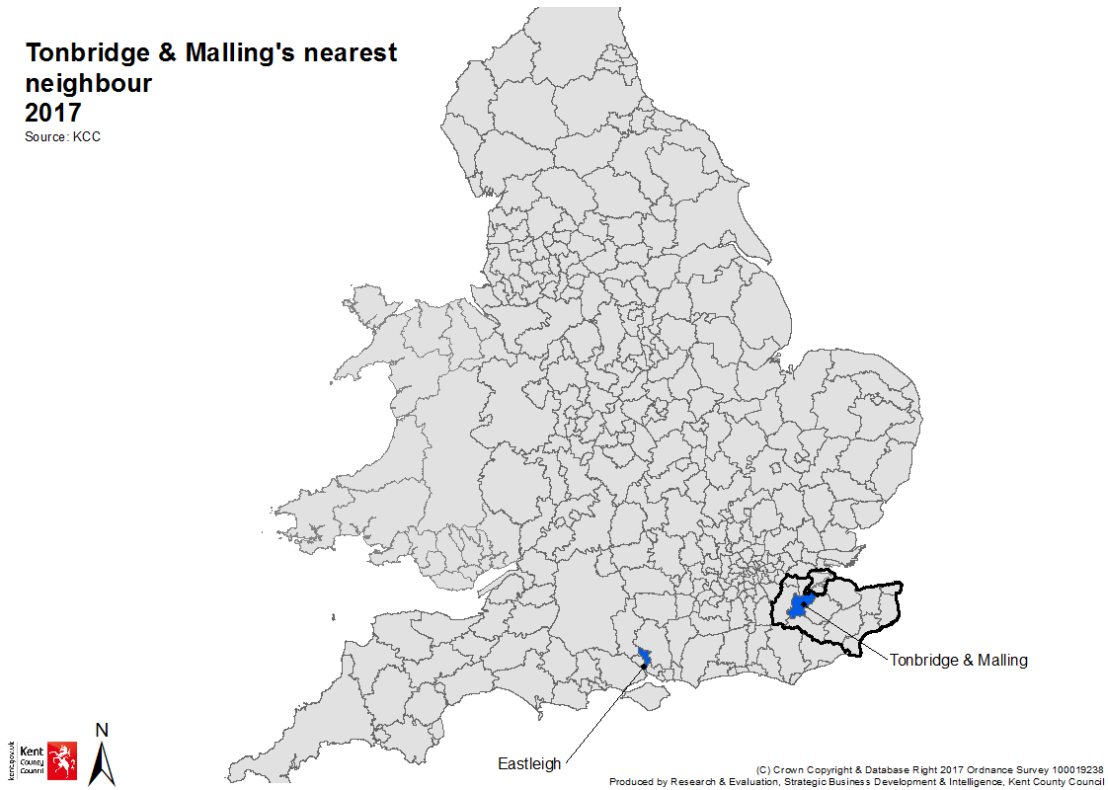 Tonbridge & Malling's nearest
neighbour
2017
Source: KCC
Tonbridge & Malling
Eastleigh
N
kent.gov.uk
Kent
County
Council
(C) Crown Copyright & Database Right 2017 Ordnance Survey 100019238
Produced by Research & Evaluation, Strategic Business Development & Intelligence, Kent County Council